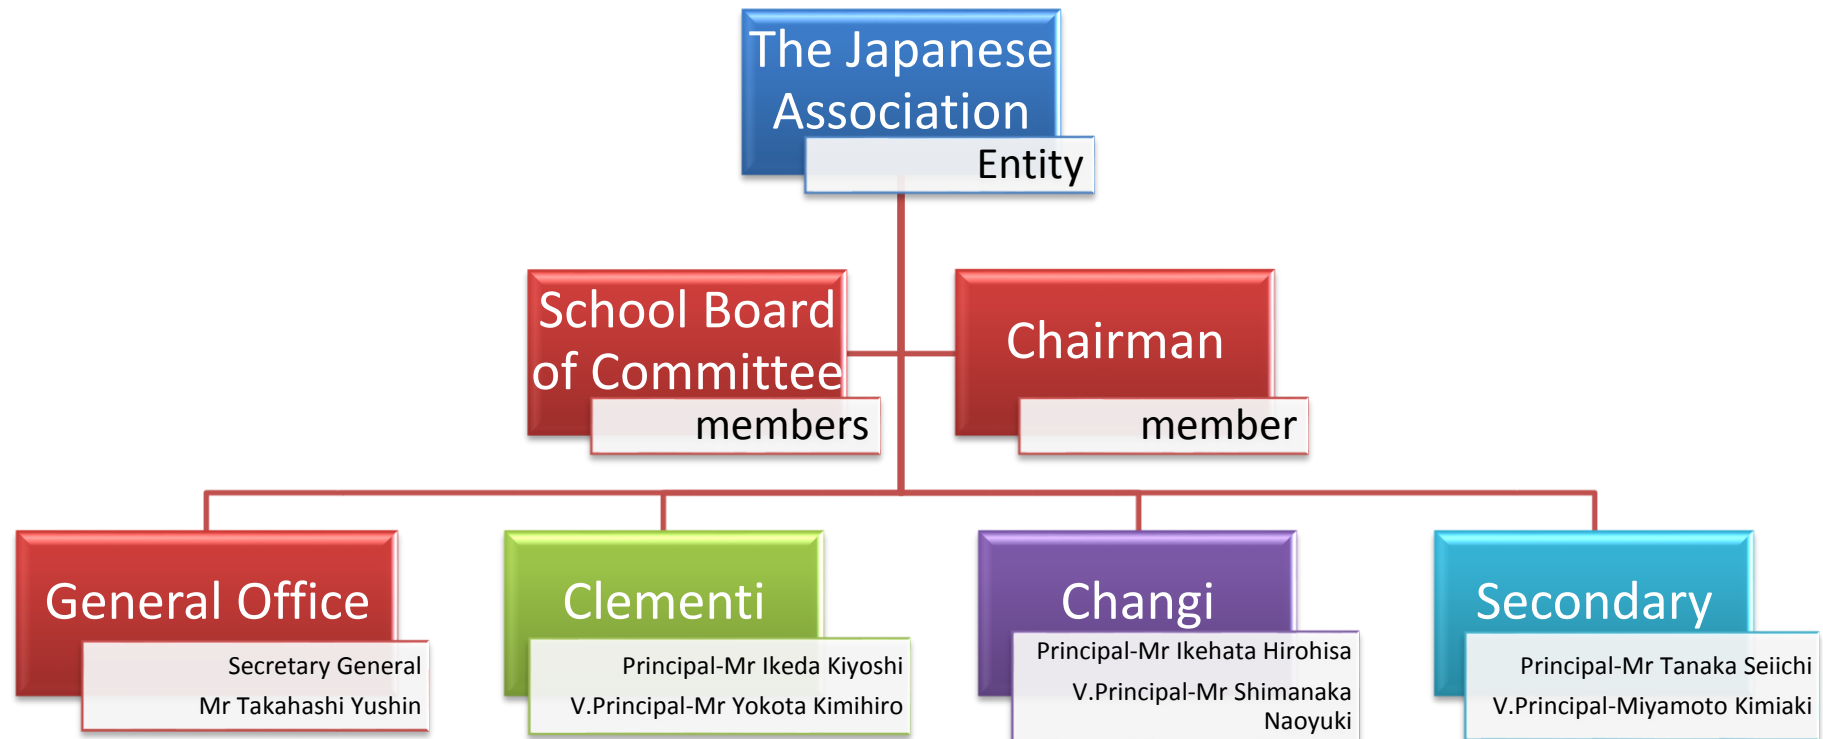 The Japanese
Association
Entity
School Board
of Committee
members
Chairman
member
General Office
Secretary General
Mr Takahashi Yushin
Clementi
Principal-Mr Ikeda Kiyoshi
V.Principal-Mr Yokota Kimihiro
Changi
Principal-Mr Ikehata Hirohisa
V.Principal-Mr Shimanaka
Naoyuki
Secondary
Principal-Mr Tanaka Seiichi
V.Principal-Miyamoto Kimiaki